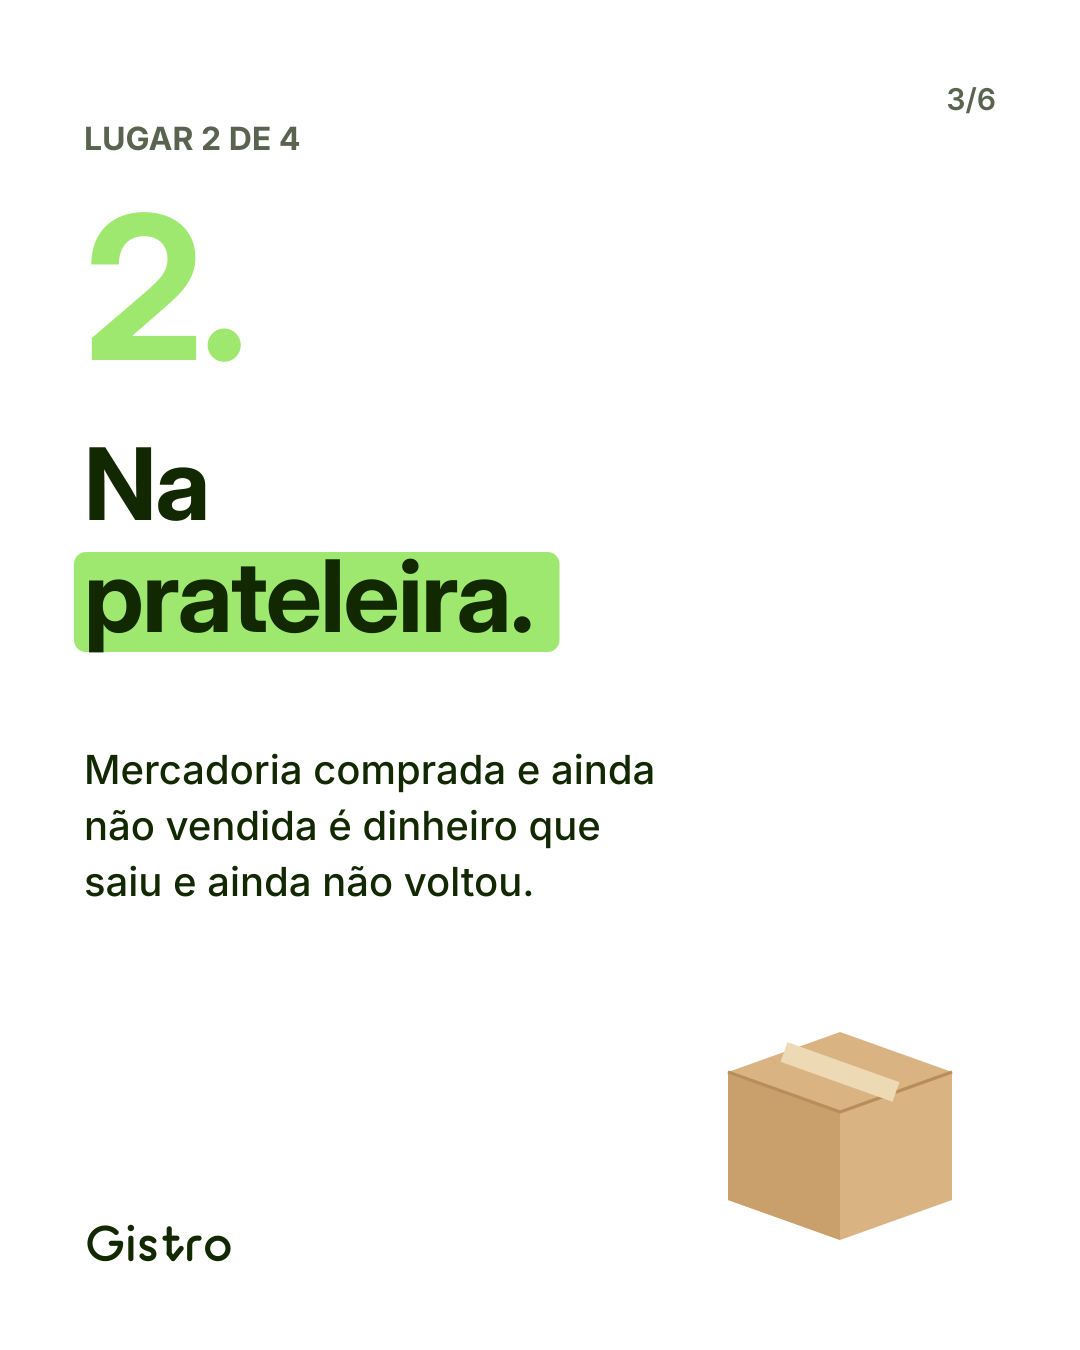 3/6
LUGAR 2 DE 4
2.
Na
prateleira.
Mercadoria comprada e ainda
não vendida é dinheiro que
saiu e ainda não voltou.
Gistro